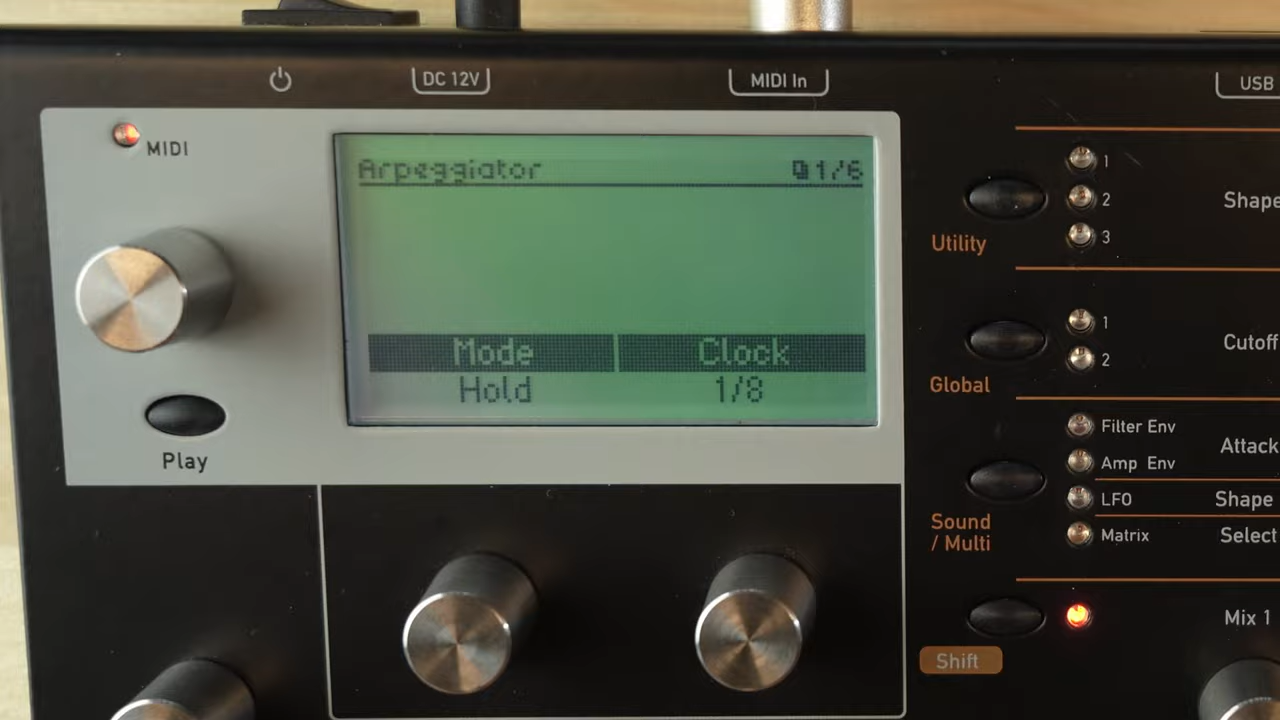 DC 12V
MIDI In
USB
MIDI
Arpeggiator 1/6
Mode Clock
Hold 1/8
Play
1
2
3
Shape
Utility
1
2
Cutoff
Global
Filter Env
Amp Env
Attack
LFO
Shape
Matrix
Select
Sound
/ Multi
Mix 1
Shift